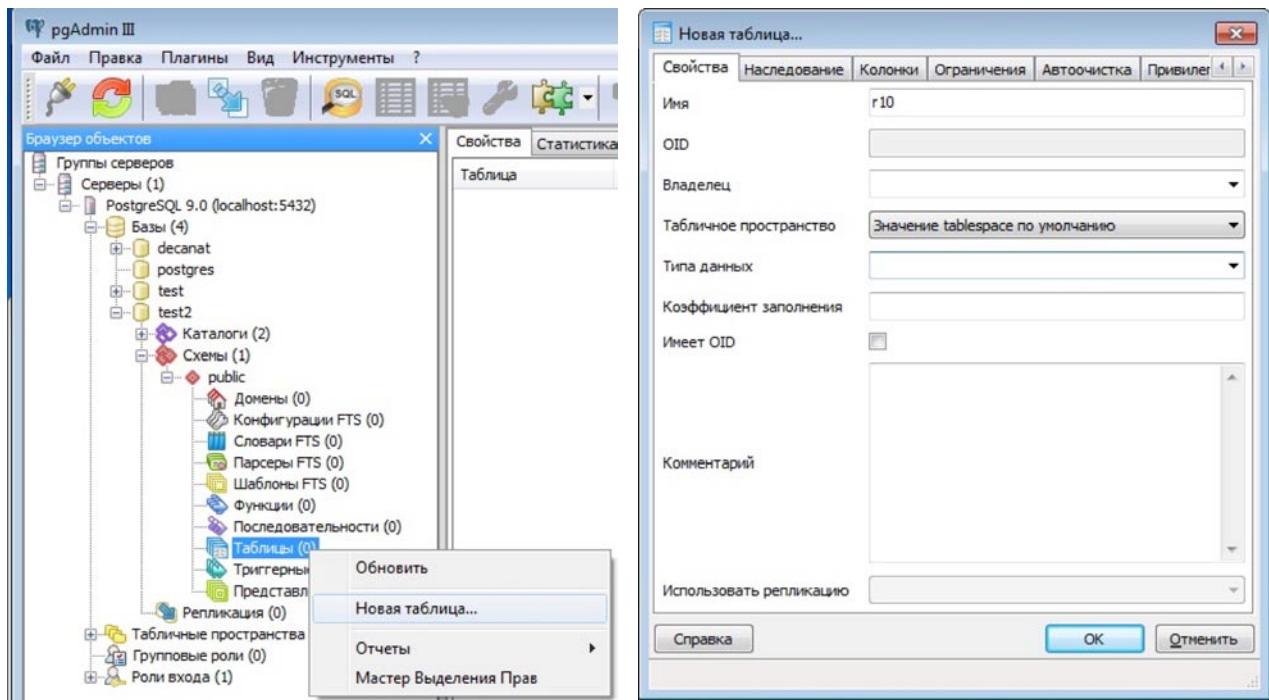 pgAdmin III
Файл Правка Плагины Вид Инструменты ?
SQL
Браузер объектов
Группы серверов
Серверы (1)
PostgreSQL 9.0 (localhost:5432)
Базы (4)
decanat
postgres
test
test2
Каталоги (2)
Схемы (1)
public
Домены (0)
Конфигурации FTS (0)
Словари FTS (0)
Парсеры FTS (0)
Шаблоны FTS (0)
Функции (0)
Последовательности (0)
Таблицы (0)
Триггерны
Представл
Репликация (0)
Табличные пространства
Групповые роли (0)
Роли входа (1)
Свойства Статистика
Таблица
Обновить
Новая таблица...
Отчеты
Мастер Выделения Прав
Новая таблица...
Свойства Наследование Колонки Ограничения Автоочистка Привилег
Имя r10
OID
Владелец
Табличное пространство Значение tablespace по умолчанию
Типа данных
Коэффициент заполнения
Имеет OID
Комментарий
Использовать репликацию
Справка OK Отменить